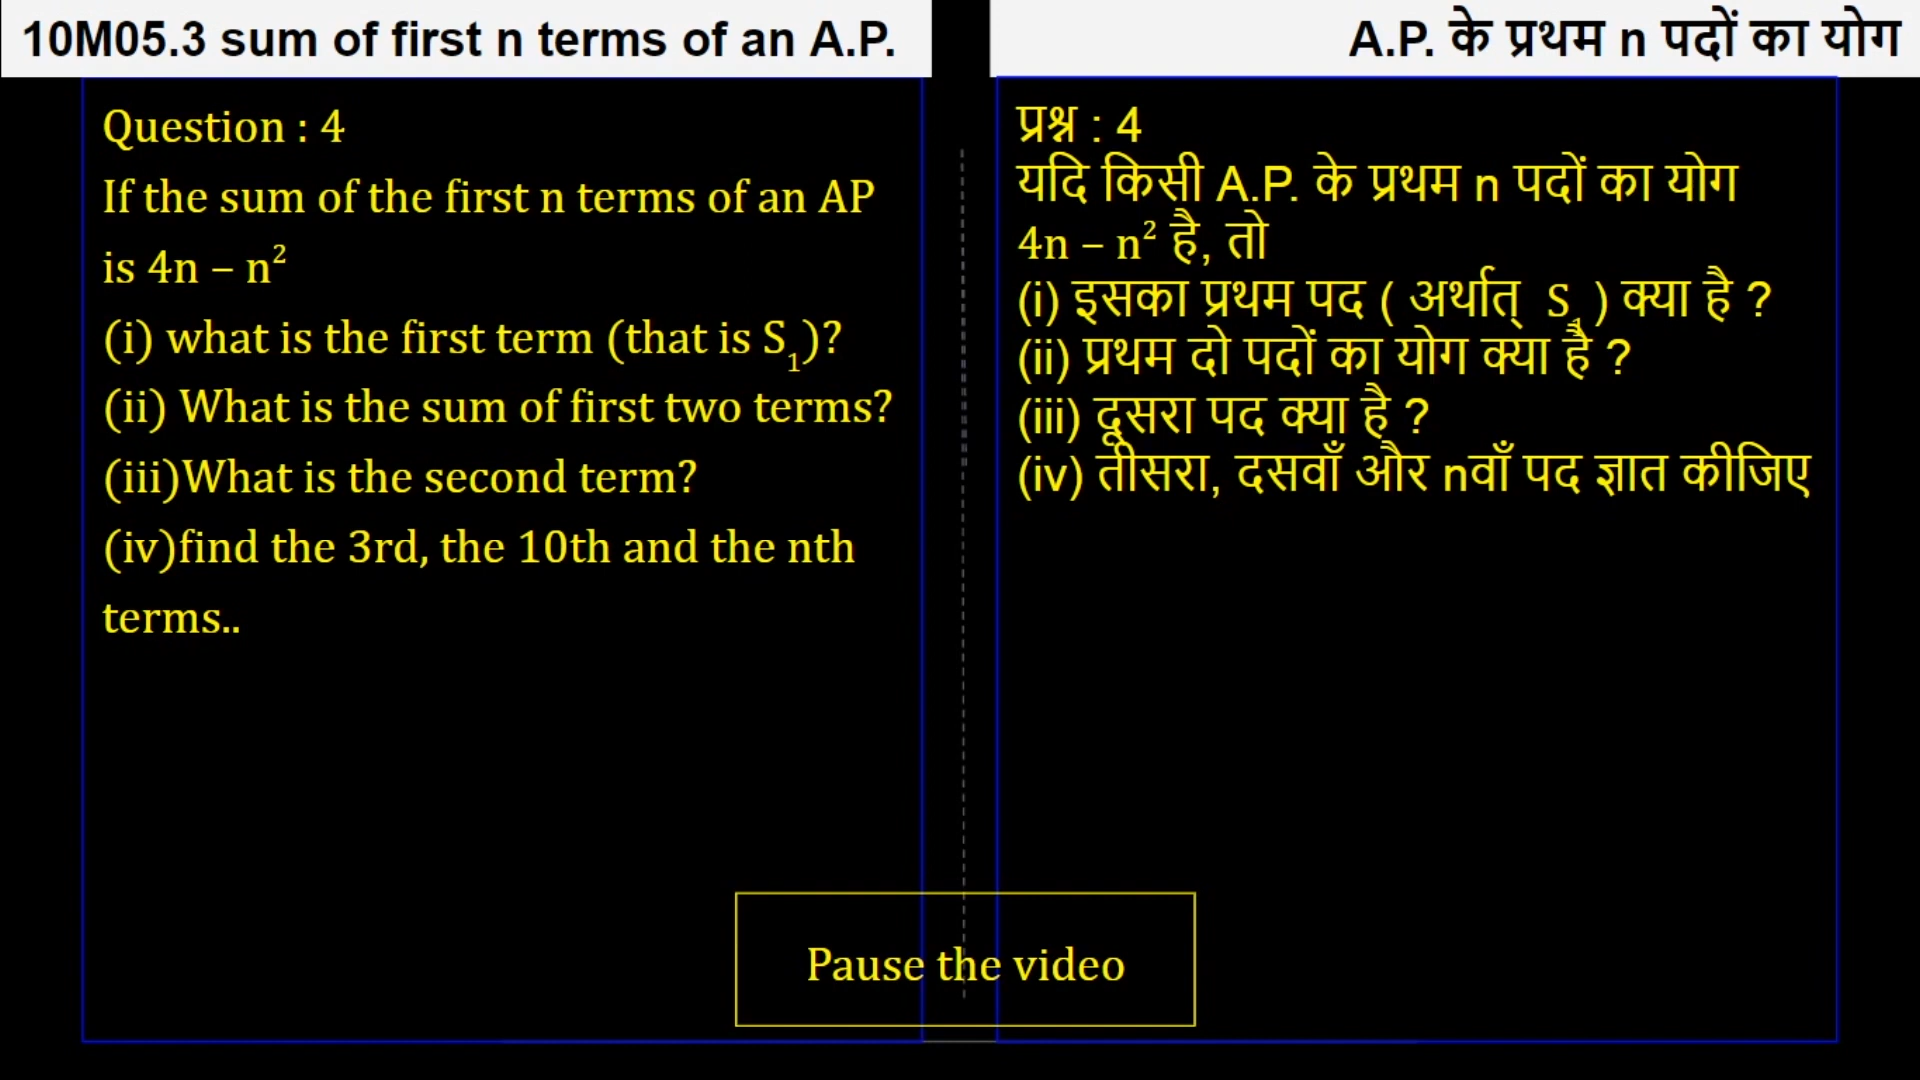 10M05.3 sum of first n terms of an A.P.
A.P. के प्रथम n पदों का योग
Question : 4
If the sum of the first n terms of an AP
is 4n – n²
(i) what is the first term (that is S₁)?
(ii) What is the sum of first two terms?
(iii)What is the second term?
(iv)find the 3rd, the 10th and the nth
terms..
प्रश्न : 4
यदि किसी A.P. के प्रथम n पदों का योग
4n – n² है, तो
(i) इसका प्रथम पद ( अर्थात् S₁ ) क्या है ?
(ii) प्रथम दो पदों का योग क्या है ?
(iii) दूसरा पद क्या है ?
(iv) तीसरा, दसवाँ और nवाँ पद ज्ञात कीजिए
Pause the video